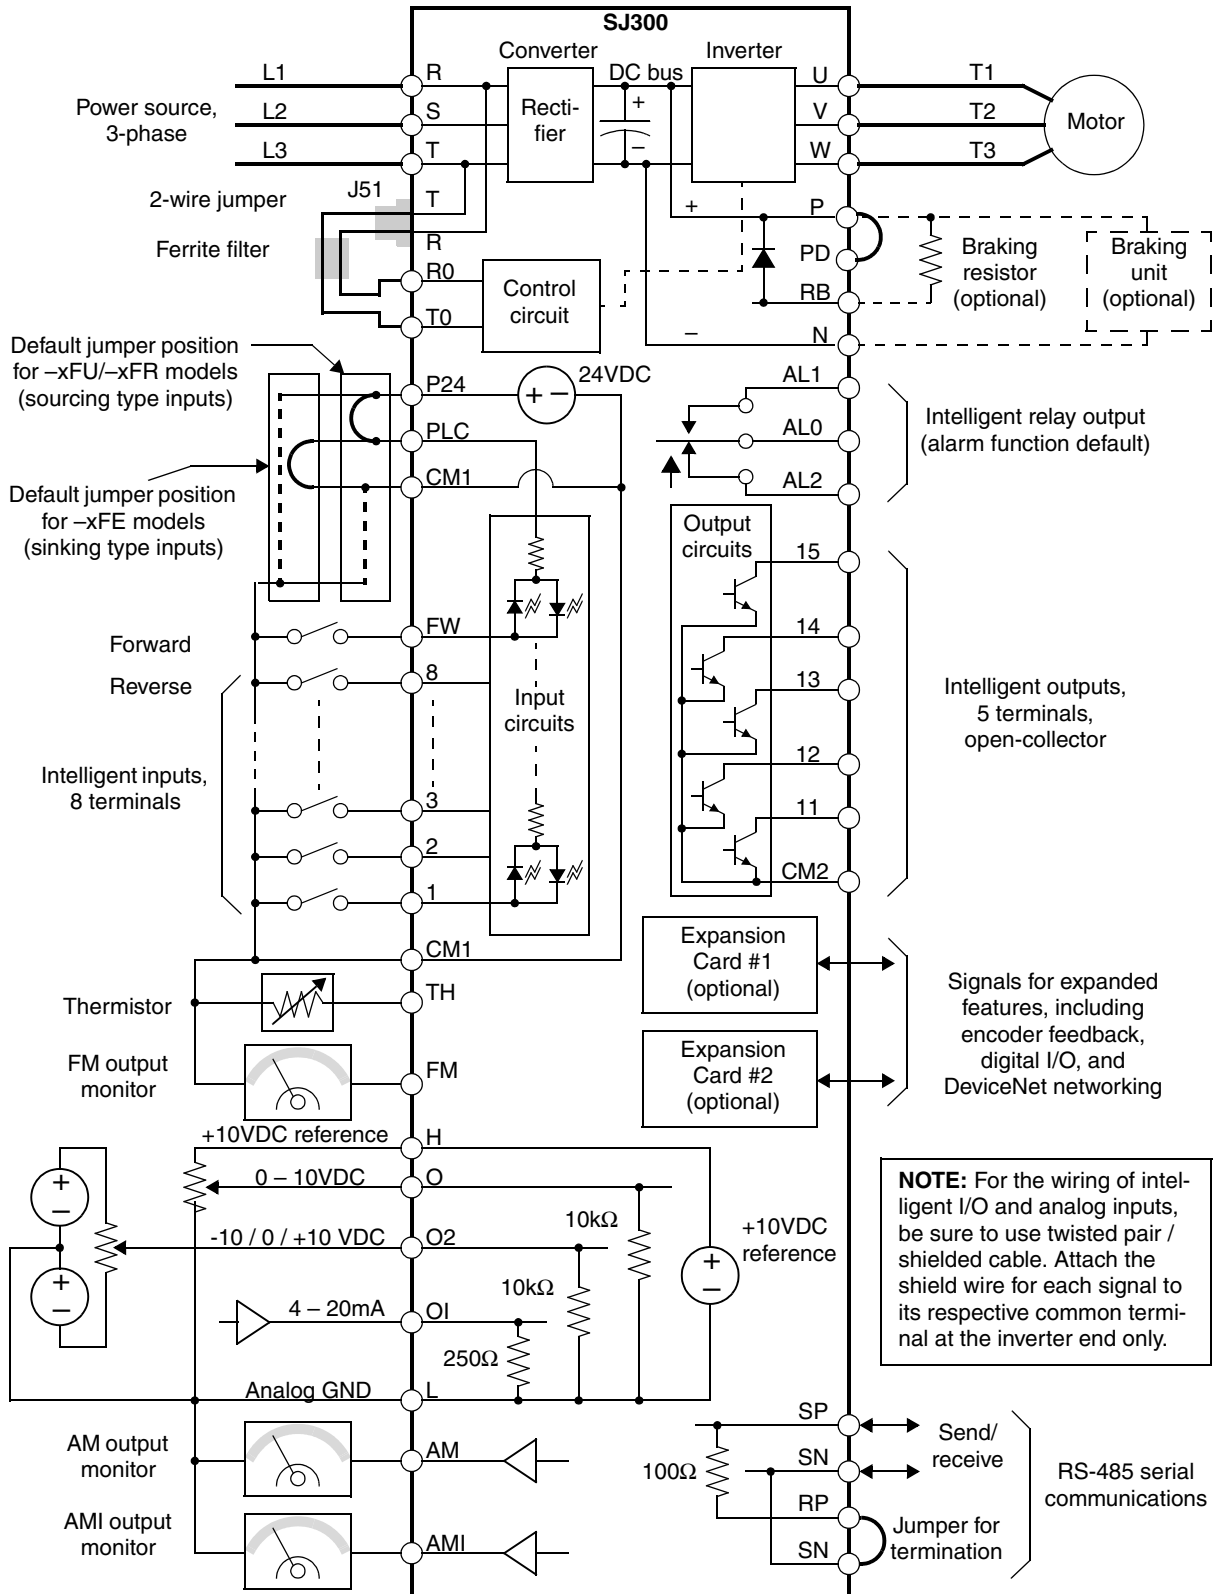 SJ300
Converter
Inverter
DC bus
L1
R
U
T1
Power source,
3-phase
L2
S
Recti-
fier
+
–
V
T2
Motor
L3
T
W
T3
2-wire jumper
J51
T
Ferrite filter
R
R0
T0
Control
circuit
+
P
PD
RB
–
N
Braking
resistor
(optional)
Braking
unit
(optional)
Default jumper position
for –xFU/–xFR models
(sourcing type inputs)
P24
+ –
24VDC
PLC
CM1
Default jumper position
for –xFE models
(sinking type inputs)
AL1
AL0
AL2
Intelligent relay output
(alarm function default)
Output
circuits
15
14
13
12
11
CM2
Intelligent outputs,
5 terminals,
open-collector
Forward
FW
Reverse
8
Input
circuits
Intelligent inputs,
8 terminals
3
2
1
CM1
Thermistor
TH
FM output
monitor
FM
Expansion
Card #1
(optional)
Expansion
Card #2
(optional)
Signals for expanded
features, including
encoder feedback,
digital I/O, and
DeviceNet networking
+10VDC reference
H
0 – 10VDC
O
+
–
+
–
-10 / 0 / +10 VDC
O2
10kΩ
10kΩ
+
–
+10VDC
reference
4 – 20mA
OI
250Ω
Analog GND
L
NOTE: For the wiring of intel-
ligent I/O and analog inputs,
be sure to use twisted pair /
shielded cable. Attach the
shield wire for each signal to
its respective common termi-
nal at the inverter end only.
AM output
monitor
AM
AMI output
monitor
AMI
SP
Send/
receive
100Ω
SN
RP
SN
Jumper for
termination
RS-485 serial
communications